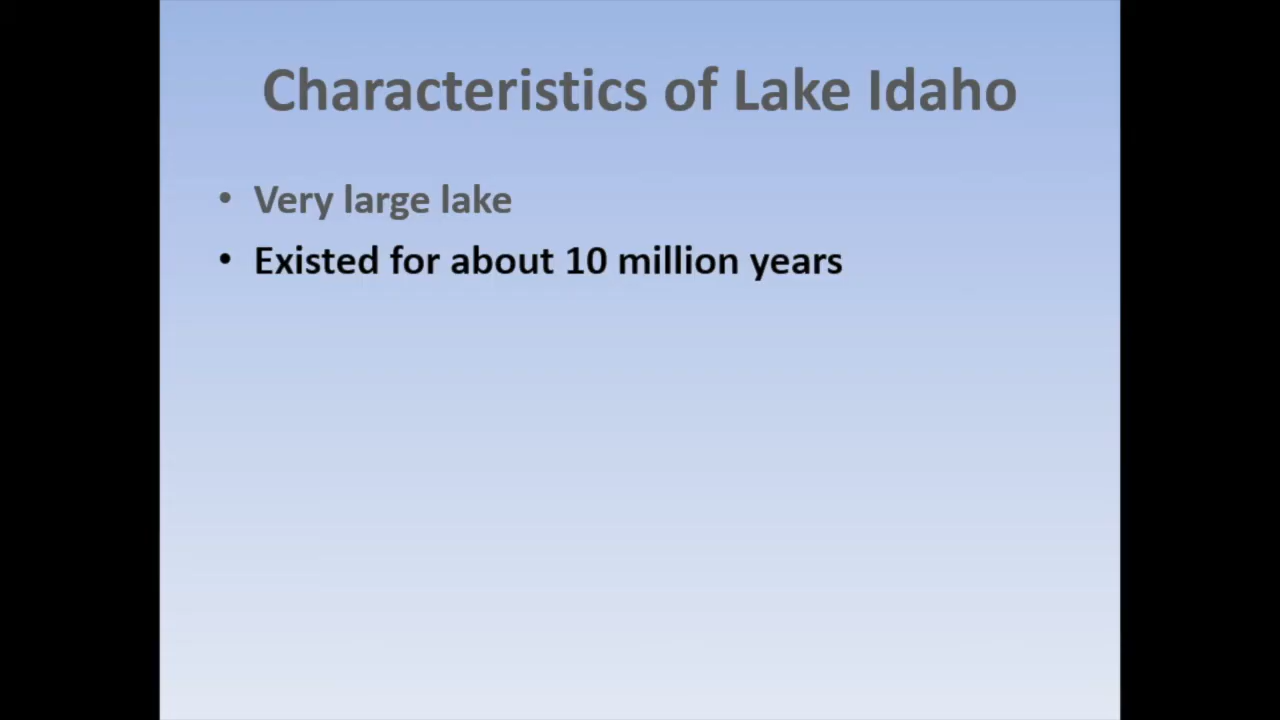 Characteristics of Lake Idaho
• Very large lake
• Existed for about 10 million years